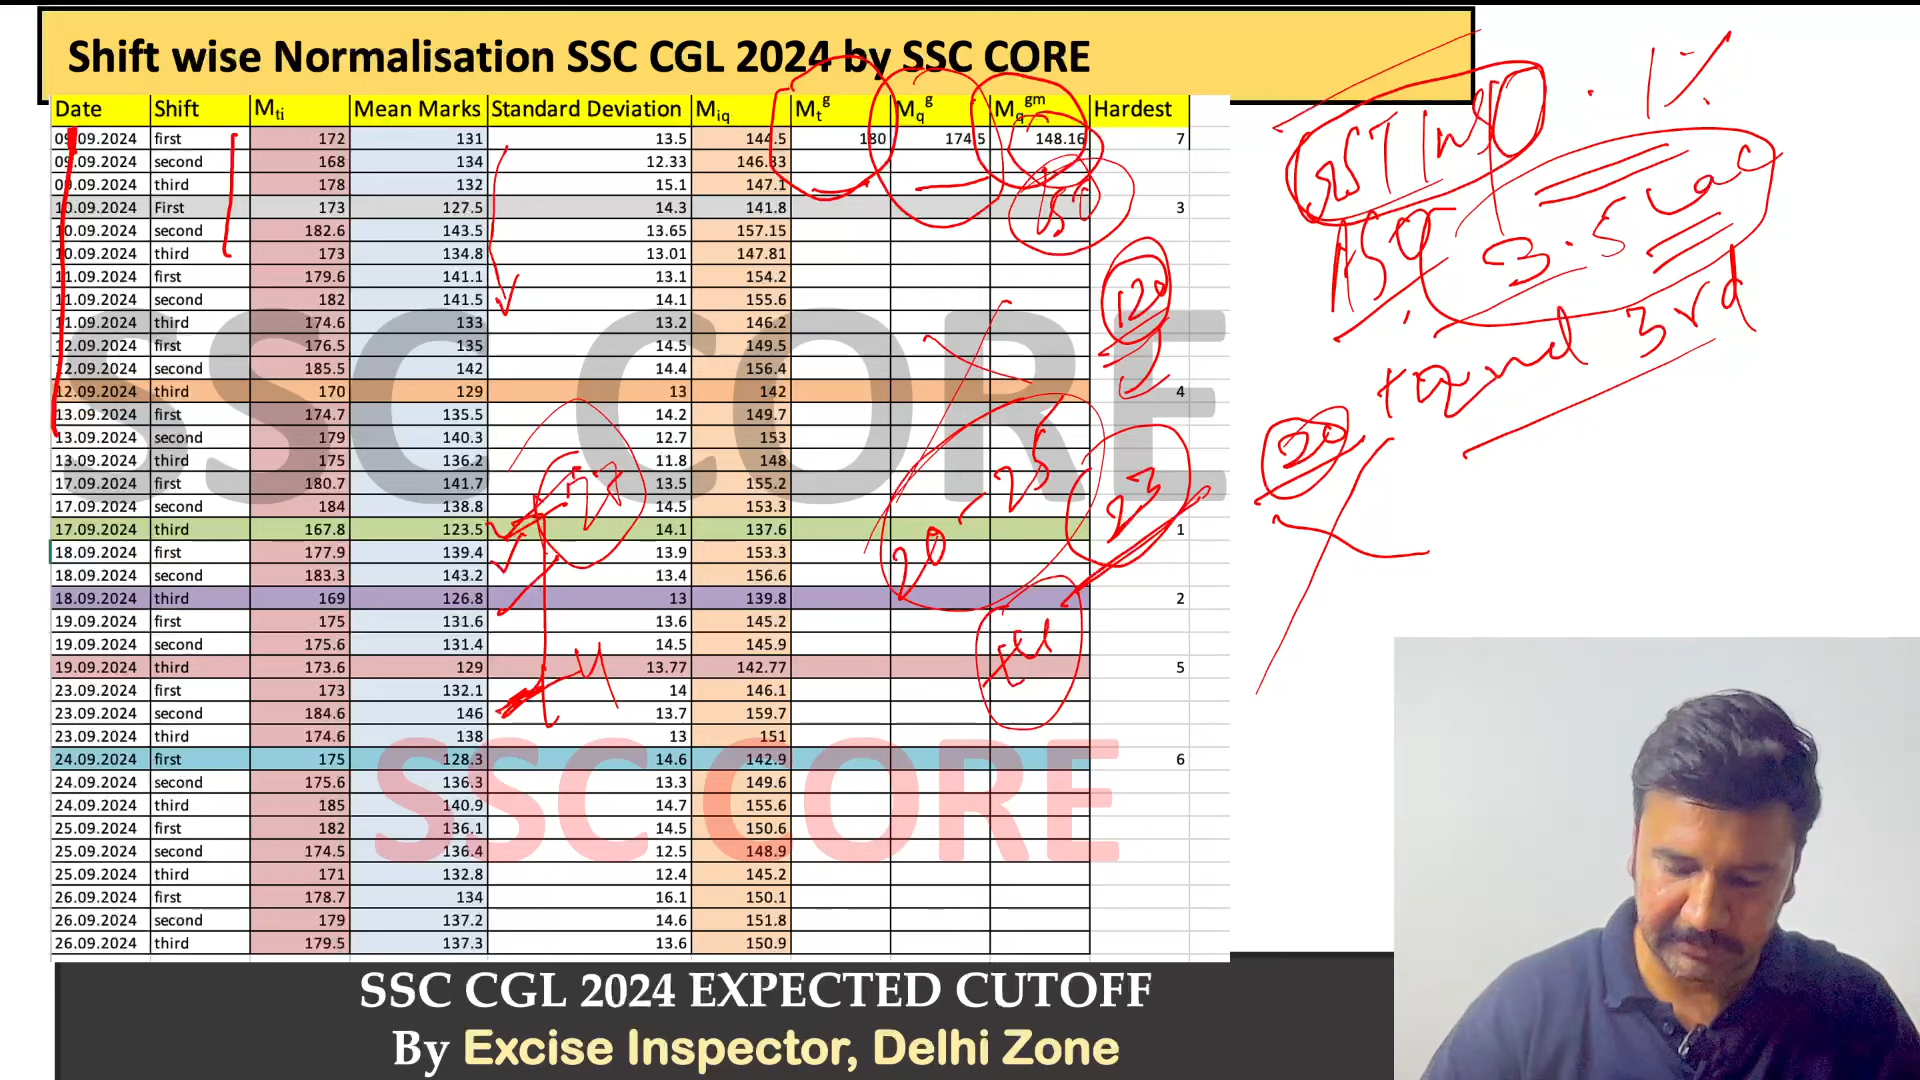 Shift wise Normalisation SSC CGL 2024 by SSC CORE
Date Shift Mti Mean Marks Standard Deviation Miq Mt^g Mq^g Mq^gm Hardest
09.09.2024 first 172 131 13.5 144.5 180 174.5 148.16 7
09.09.2024 second 168 134 12.33 146.33
09.09.2024 third 178 132 15.1 147.1
10.09.2024 First 173 127.5 14.3 141.8 3
10.09.2024 second 182.6 143.5 13.65 157.15
10.09.2024 third 173 134.8 13.01 147.81
11.09.2024 first 179.6 141.1 13.1 154.2
11.09.2024 second 182 141.5 14.1 155.6
11.09.2024 third 174.6 133 13.2 146.2
12.09.2024 first 176.5 135 14.5 149.5
12.09.2024 second 185.5 142 14.4 156.4
12.09.2024 third 170 129 13 142 4
13.09.2024 first 174.7 135.5 14.2 149.7
13.09.2024 second 179 140.3 12.7 153
13.09.2024 third 175 136.2 11.8 148
17.09.2024 first 180.7 141.7 13.5 155.2
17.09.2024 second 184 138.8 14.5 153.3
17.09.2024 third 167.8 123.5 14.1 137.6 1
18.09.2024 first 177.9 139.4 13.9 153.3
18.09.2024 second 183.3 143.2 13.4 156.6
18.09.2024 third 169 126.8 13 139.8 2
19.09.2024 first 175 131.6 13.6 145.2
19.09.2024 second 175.6 131.4 14.5 145.9
19.09.2024 third 173.6 129 13.77 142.77 5
23.09.2024 first 173 132.1 14 146.1
23.09.2024 second 184.6 146 13.7 159.7
23.09.2024 third 174.6 138 13 151
24.09.2024 first 175 128.3 14.6 142.9 6
24.09.2024 second 175.6 136.3 13.3 149.6
24.09.2024 third 185 140.9 14.7 155.6
25.09.2024 first 182 136.1 14.5 150.6
25.09.2024 second 174.5 136.4 12.5 148.9
25.09.2024 third 171 132.8 12.4 145.2
26.09.2024 first 178.7 134 16.1 150.1
26.09.2024 second 179 137.2 14.6 151.8
26.09.2024 third 179.5 137.3 13.6 150.9
SSC CORE
SSC CORE
1%
3.5 Lac
3rd
120
20
27
20-25
23
SSC CGL 2024 EXPECTED CUTOFF
By Excise Inspector, Delhi Zone